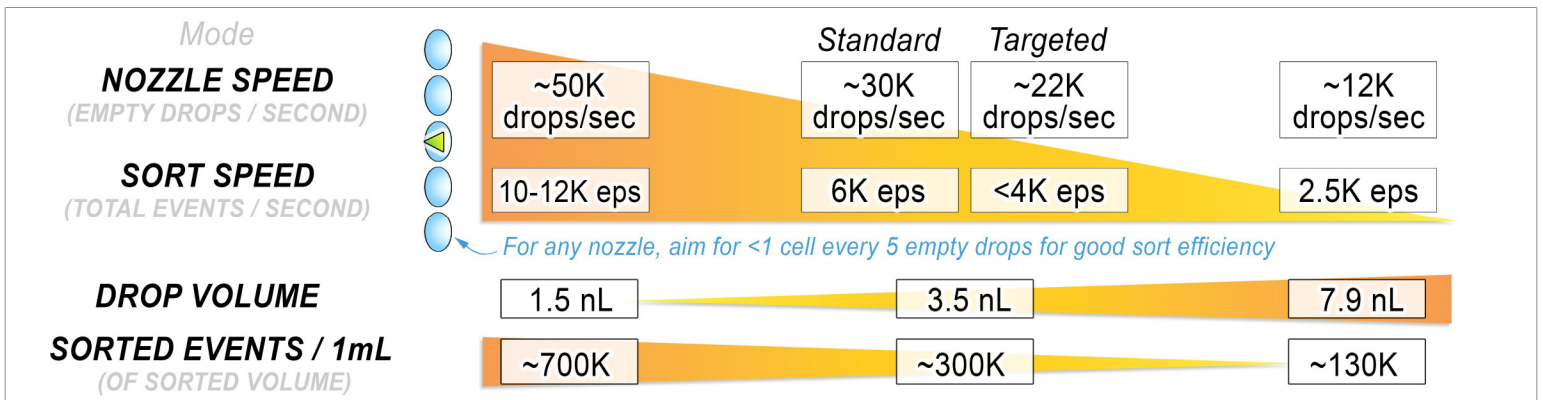 Mode
Standard Targeted
NOZZLE SPEED
(EMPTY DROPS / SECOND)
~50K
drops/sec
~30K
drops/sec
~22K
drops/sec
~12K
drops/sec
SORT SPEED
(TOTAL EVENTS / SECOND)
10-12K eps
6K eps
<4K eps
2.5K eps
For any nozzle, aim for <1 cell every 5 empty drops for good sort efficiency
DROP VOLUME
1.5 nL
3.5 nL
7.9 nL
SORTED EVENTS / 1mL
(OF SORTED VOLUME)
~700K
~300K
~130K